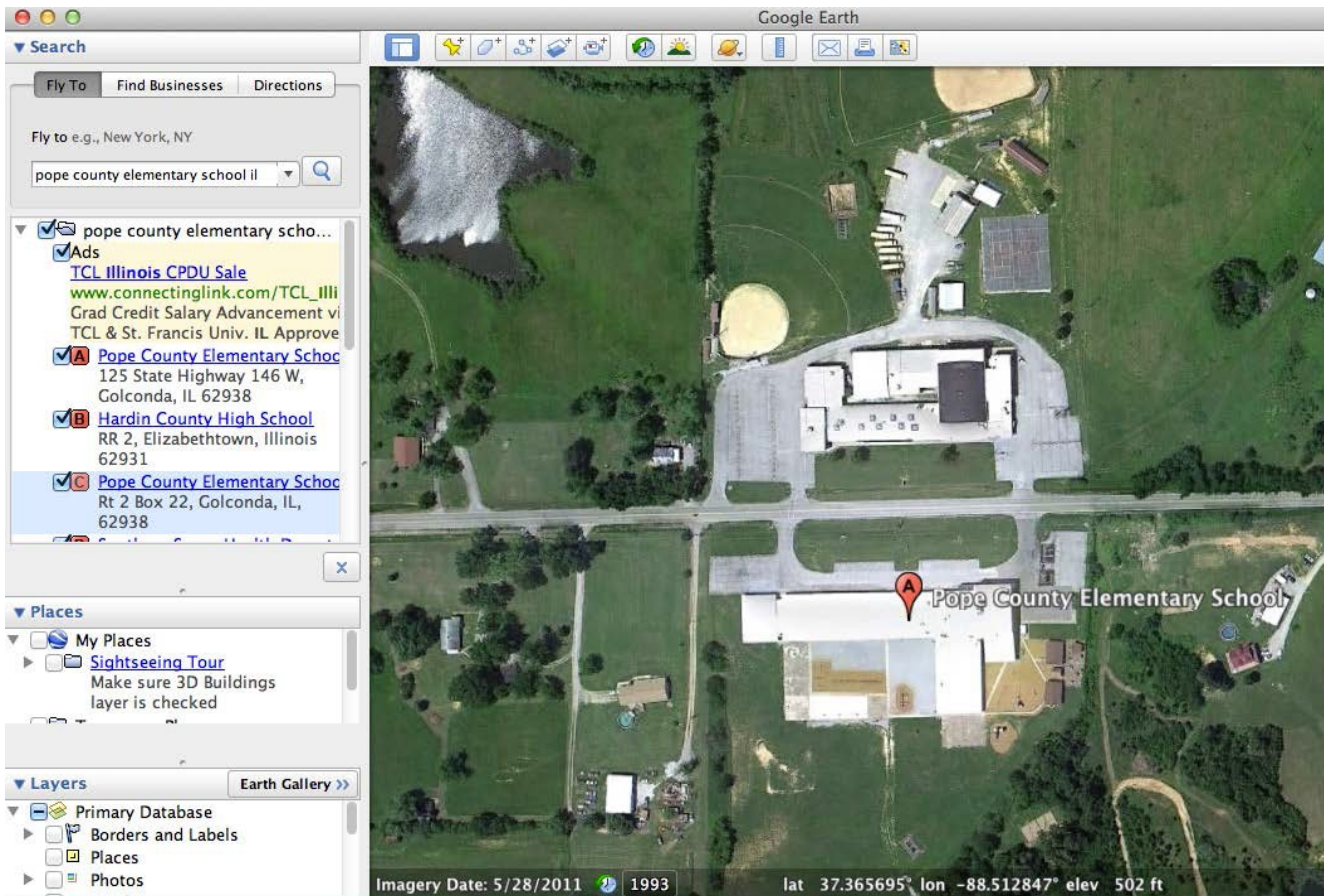 Google Earth
Search
Fly To
Find Businesses
Directions
Fly to e.g., New York, NY
pope county elementary school il
pope county elementary scho...
Ads
TCL Illinois CPDU Sale
www.connectinglink.com/TCL_Illi
Grad Credit Salary Advancement vi
TCL & St. Francis Univ. IL Approve
A Pope County Elementary Schoo
125 State Highway 146 W,
Golconda, IL 62938
B Hardin County High School
RR 2, Elizabethtown, Illinois
62931
C Pope County Elementary Schoo
Rt 2 Box 22, Golconda, IL,
62938
Places
My Places
Sightseeing Tour
Make sure 3D Buildings
layer is checked
Layers
Earth Gallery >>
Primary Database
Borders and Labels
Places
Photos
A
Pope County Elementary School
Imagery Date: 5/28/2011
1993
lat 37.365695° lon -88.512847° elev 502 ft